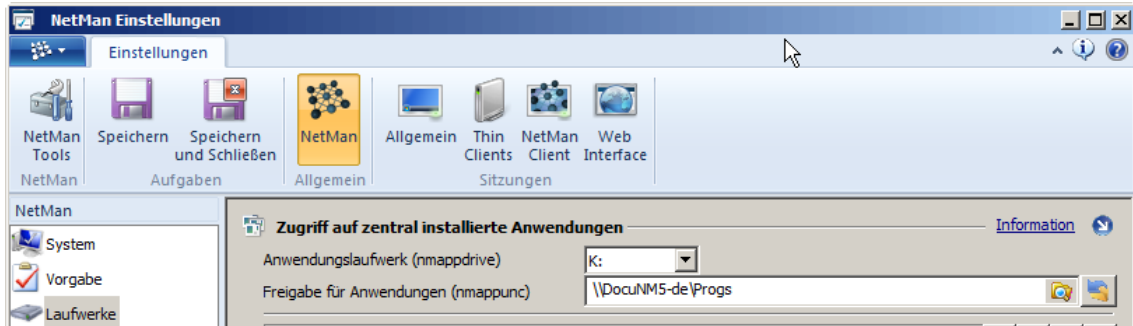 NetMan Einstellungen
Einstellungen
NetMan Tools
Speichern
Speichern und Schließen
NetMan
Allgemein
Thin Clients
NetMan Client
Web Interface
NetMan
Aufgaben
Allgemein
Sitzungen
NetMan
System
Vorgabe
Laufwerke
Zugriff auf zentral installierte Anwendungen
Information
Anwendungslaufwerk (nmappdrive)
K:
Freigabe für Anwendungen (nmappunc)
\\DocuNM5-de\Progs